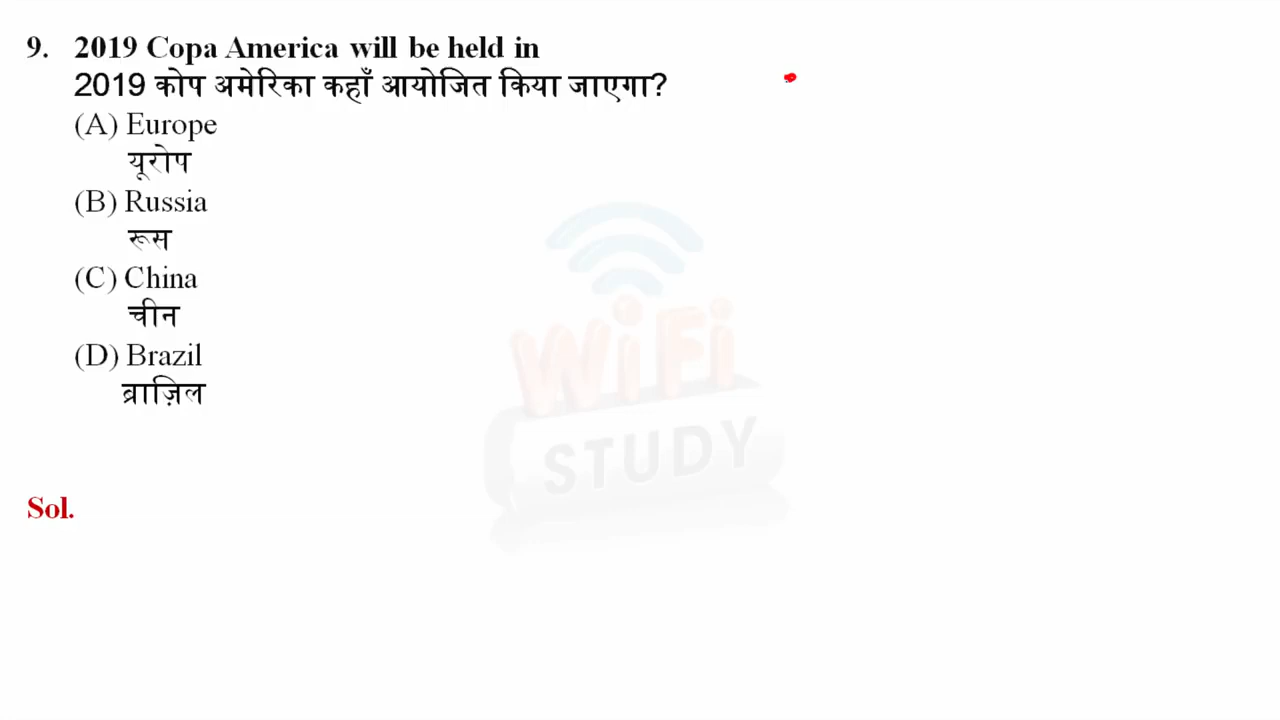 9. 2019 Copa America will be held in
2019 कोप अमेरिका कहाँ आयोजित किया जाएगा?
(A) Europe
यूरोप
(B) Russia
रूस
(C) China
चीन
(D) Brazil
ब्राज़िल
WiFi
STUDY
Sol.